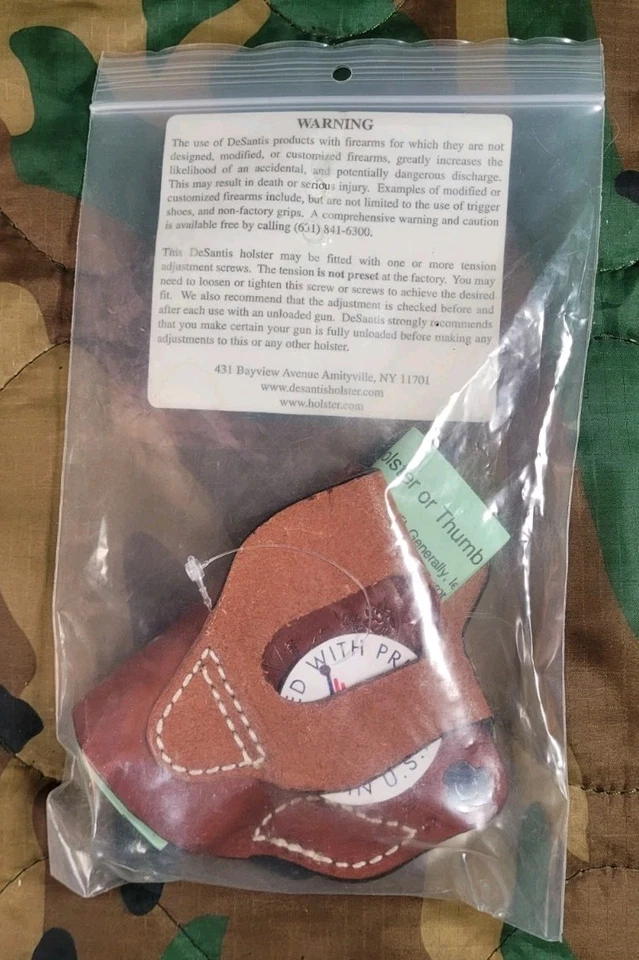 WARNING
The use of DeSantis products with firearms for which they are not
designed, modified, or customized firearms, greatly increases the
likelihood of an accidental, and potentially dangerous discharge.
This may result in death or serious injury. Examples of modified or
customized firearms include, but are not limited to the use of trigger
shoes, and non-factory grips. A comprehensive warning and caution
is available free by calling (631) 841-6300.
This DeSantis holster may be fitted with one or more tension
adjustment screws. The tension is not preset at the factory. You may
need to loosen or tighten this screw or screws to achieve the desired
fit. We also recommend that the adjustment is checked before and
after each use with an unloaded gun. DeSantis strongly recommends
that you make certain your gun is fully unloaded before making any
adjustments to this or any other holster.
431 Bayview Avenue Amityville, NY 11701
www.desantisholster.com
www.holster.com
olster or Thumb
Generally, le
ED WITH PR
IN U.S.